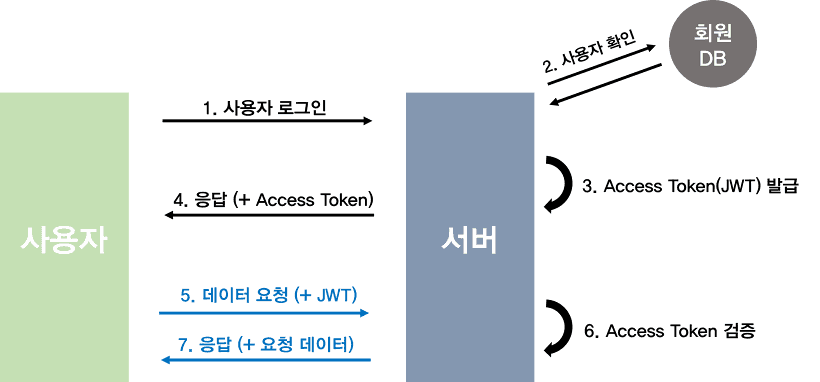 회원
DB
2. 사용자 확인
1. 사용자 로그인
3. Access Token(JWT) 발급
4. 응답 (+ Access Token)
사용자
서버
5. 데이터 요청 (+ JWT)
6. Access Token 검증
7. 응답 (+ 요청 데이터)